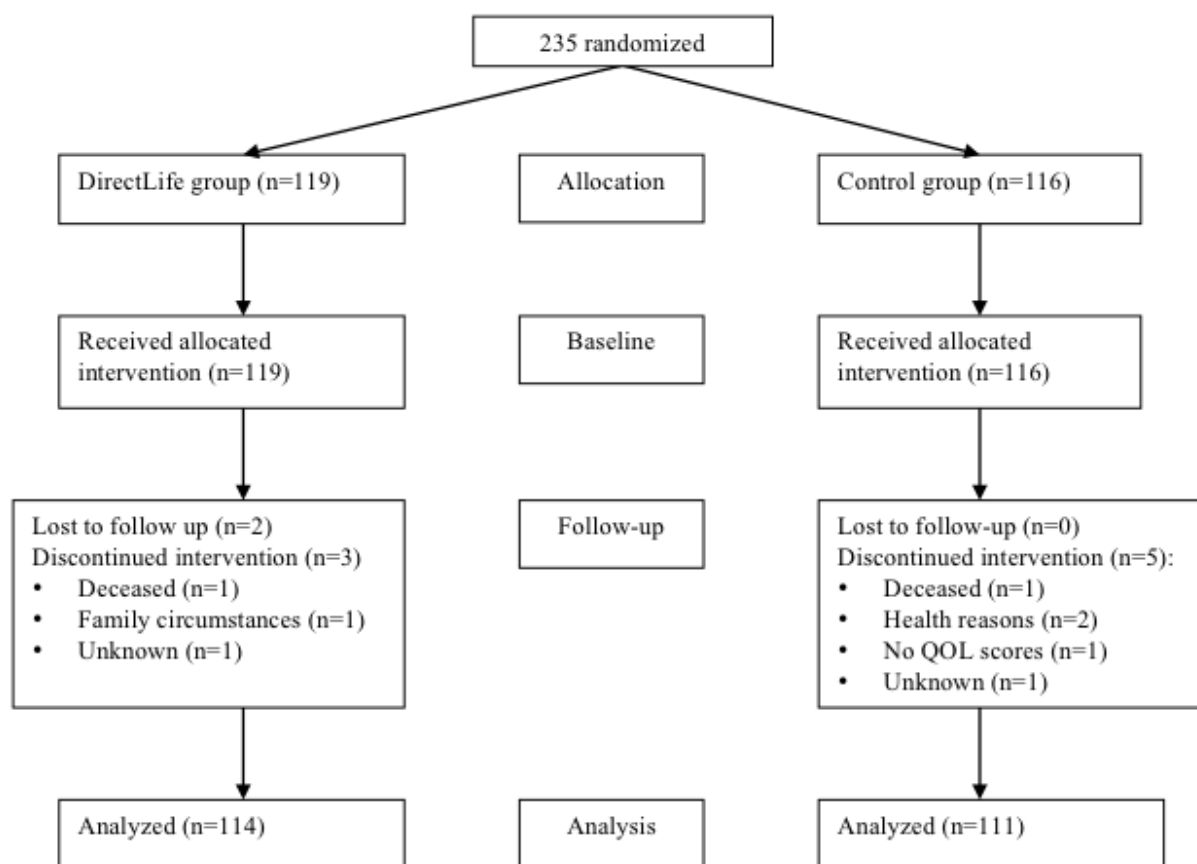 235 randomized
DirectLife group (n=119)
Allocation
Control group (n=116)
Received allocated
intervention (n=119)
Baseline
Received allocated
intervention (n=116)
Lost to follow up (n=2)
Discontinued intervention (n=3)
• Deceased (n=1)
• Family circumstances (n=1)
• Unknown (n=1)
Follow-up
Lost to follow-up (n=0)
Discontinued intervention (n=5):
• Deceased (n=1)
• Health reasons (n=2)
• No QOL scores (n=1)
• Unknown (n=1)
Analyzed (n=114)
Analysis
Analyzed (n=111)